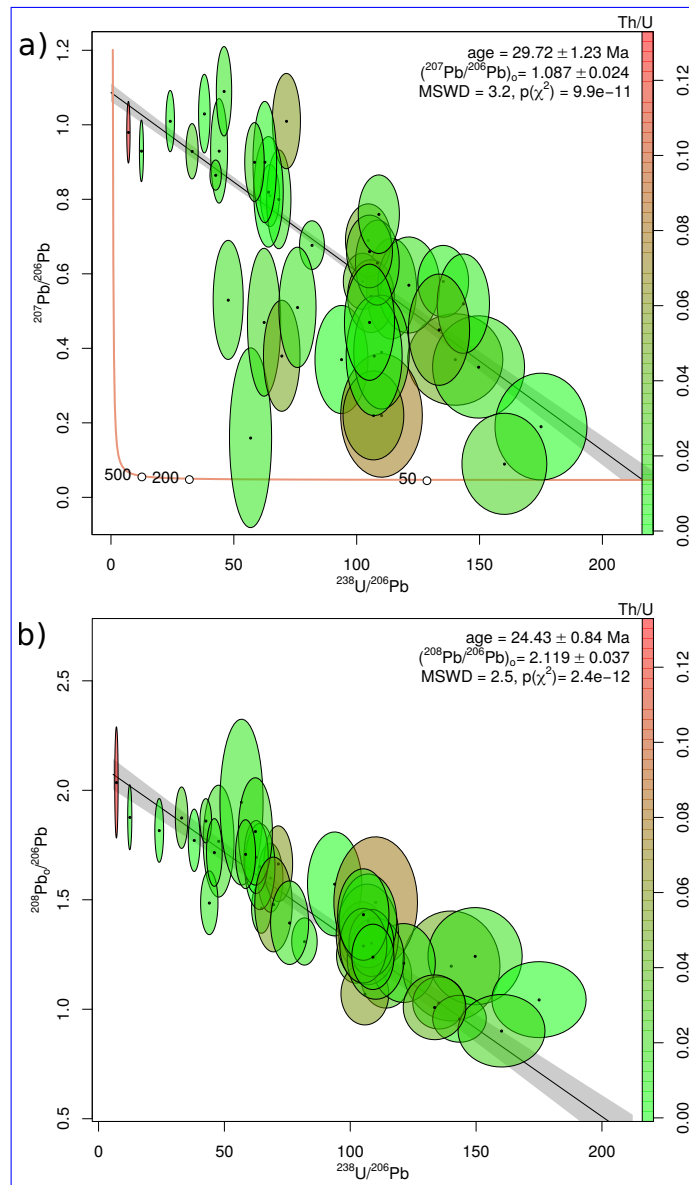 Th/U
a)
age = 29.72 ± 1.23 Ma
(²⁰⁷Pb/²⁰⁶Pb)ₒ= 1.087 ± 0.024
MSWD = 3.2, p(χ²) = 9.9e−11
1.2
1.0
0.8
0.6
0.4
0.2
0.0
²⁰⁷Pb/²⁰⁶Pb
500
200
50
0
50
100
150
200
²³⁸U/²⁰⁶Pb
0.12
0.10
0.08
0.06
0.04
0.02
0.00
Th/U
b)
age = 24.43 ± 0.84 Ma
(²⁰⁸Pb/²⁰⁶Pb)ₒ= 2.119 ± 0.037
MSWD = 2.5, p(χ²) = 2.4e−12
2.5
2.0
1.5
1.0
0.5
²⁰⁸Pbₒ/²⁰⁶Pb
0
50
100
150
200
²³⁸U/²⁰⁶Pb
0.12
0.10
0.08
0.06
0.04
0.02
0.00